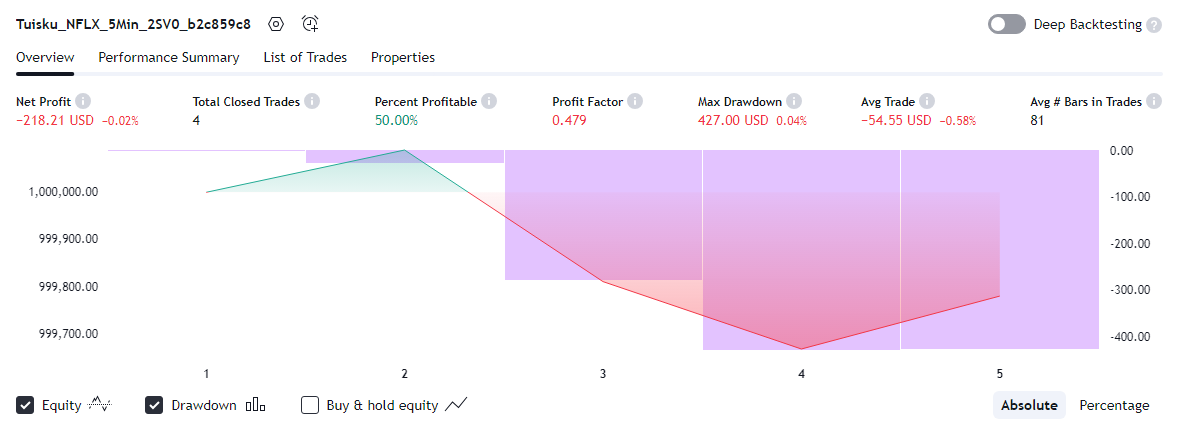 Tuisku_NFLX_5Min_2SV0_b2c859c8
Deep Backtesting ?
Overview Performance Summary List of Trades Properties
Net Profit Total Closed Trades Percent Profitable Profit Factor Max Drawdown Avg Trade Avg # Bars in Trades
−218.21 USD −0.02% 4 50.00% 0.479 427.00 USD 0.04% −54.55 USD −0.58% 81
0.00
1,000,000.00 -100.00
999,900.00 -200.00
999,800.00 -300.00
999,700.00 -400.00
1 2 3 4 5
Equity Drawdown Buy & hold equity Absolute Percentage